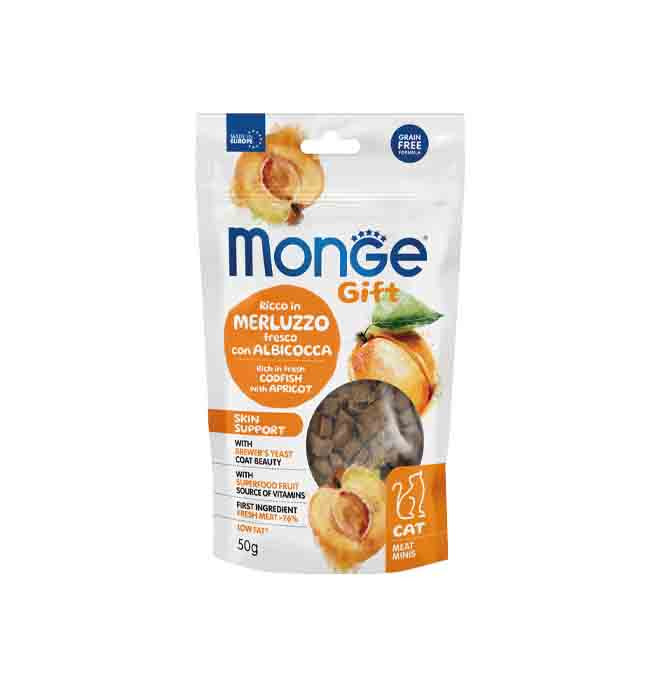 MADE IN
EUROPE
GRAIN
FREE
FORMULA
MONGE®
Gift
Ricco in
MERLUZZO
fresco
con ALBICOCCA
Rich in fresh
CODFISH
with APRICOT
SKIN
SUPPORT
WITH
BREWER'S YEAST
COAT BEAUTY
WITH
SUPERFOOD FRUIT
SOURCE OF VITAMINS
FIRST INGREDIENT
FRESH MEAT >76%
LOW FAT*
50g
CAT
MEAT
MINIS